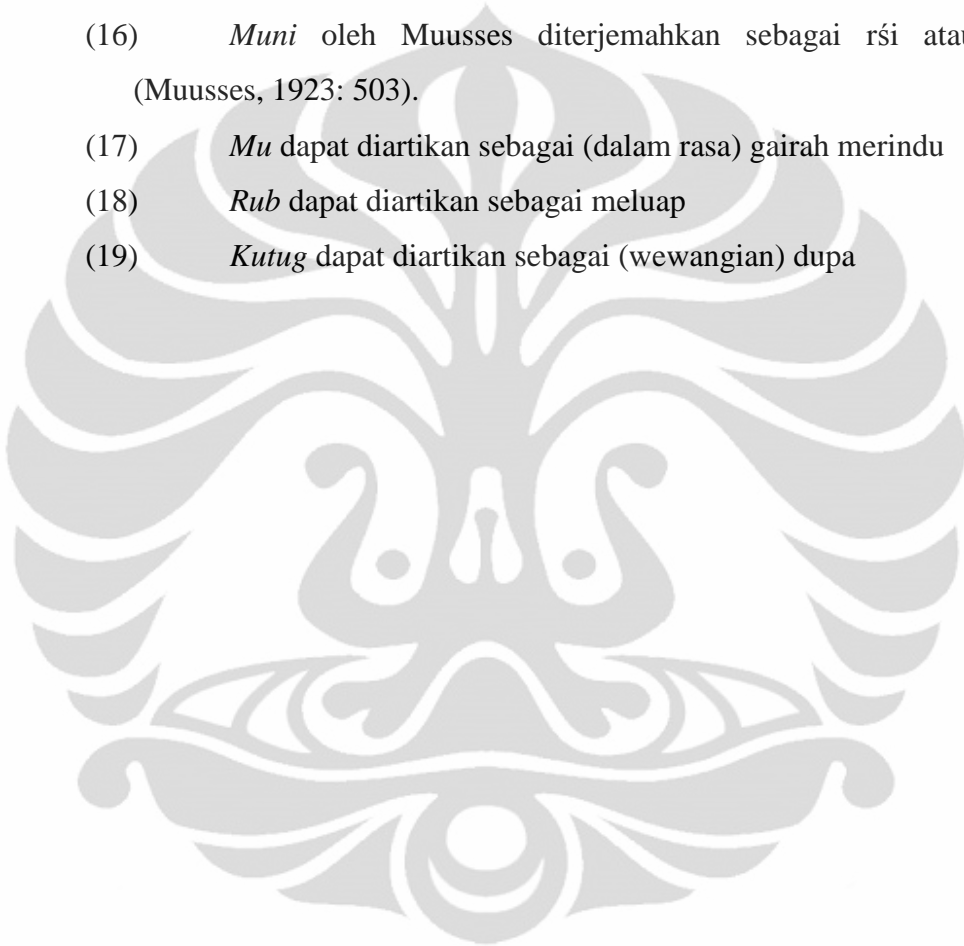 (16) Muni oleh Muusses diterjemahkan sebagai rśi atau
(Muusses, 1923: 503).
(17) Mu dapat diartikan sebagai (dalam rasa) gairah merindu
(18) Rub dapat diartikan sebagai meluap
(19) Kutug dapat diartikan sebagai (wewangian) dupa